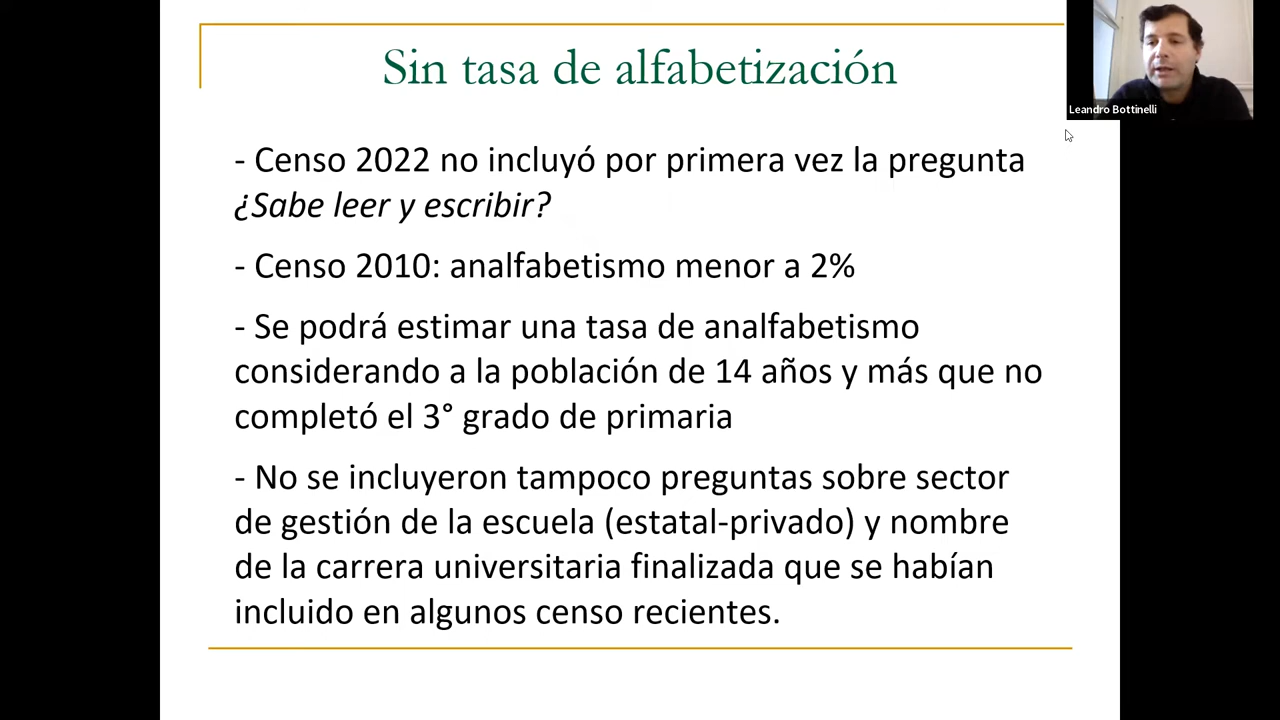 Sin tasa de alfabetización
Leandro Bottinelli
- Censo 2022 no incluyó por primera vez la pregunta
¿Sabe leer y escribir?
- Censo 2010: analfabetismo menor a 2%
- Se podrá estimar una tasa de analfabetismo
considerando a la población de 14 años y más que no
completó el 3° grado de primaria
- No se incluyeron tampoco preguntas sobre sector
de gestión de la escuela (estatal-privado) y nombre
de la carrera universitaria finalizada que se habían
incluido en algunos censo recientes.